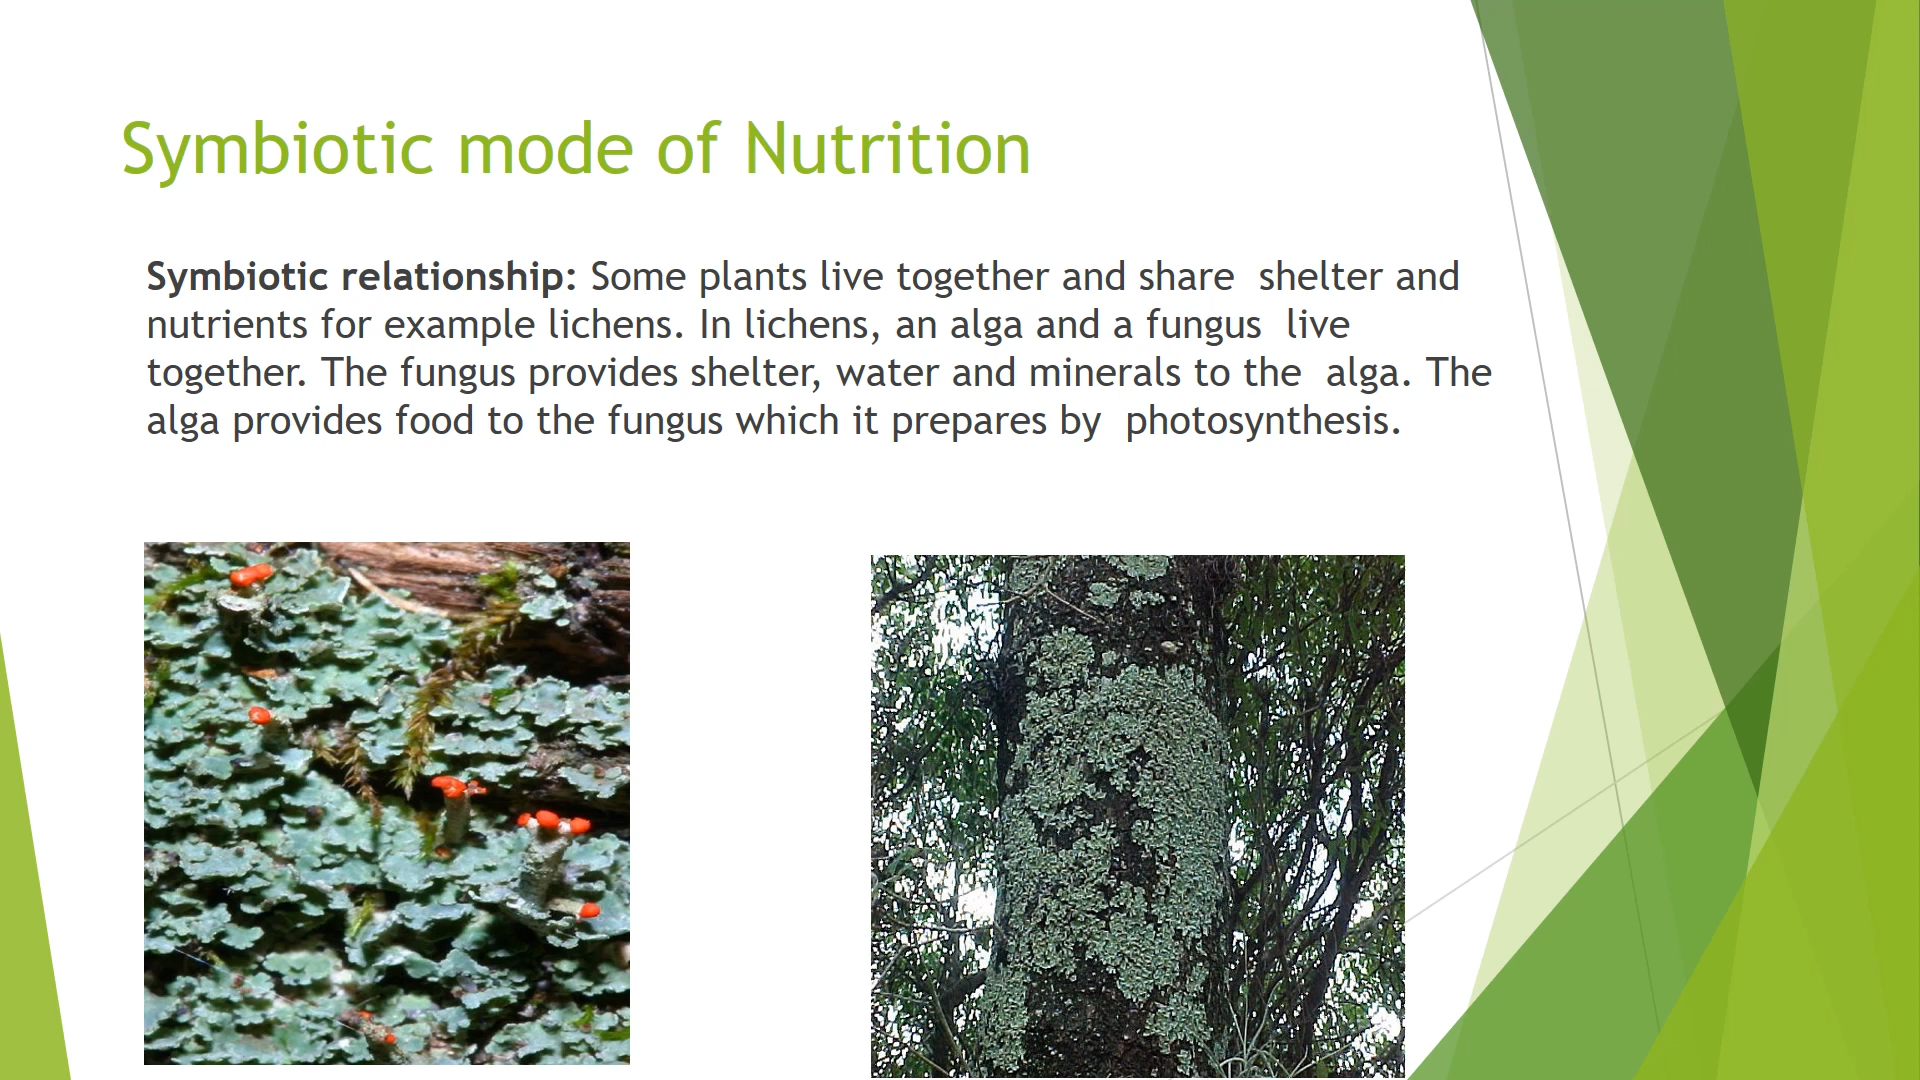 Symbiotic mode of Nutrition
Symbiotic relationship: Some plants live together and share  shelter and
nutrients for example lichens. In lichens, an alga and a fungus  live
together. The fungus provides shelter, water and minerals to the  alga. The
alga provides food to the fungus which it prepares by  photosynthesis.